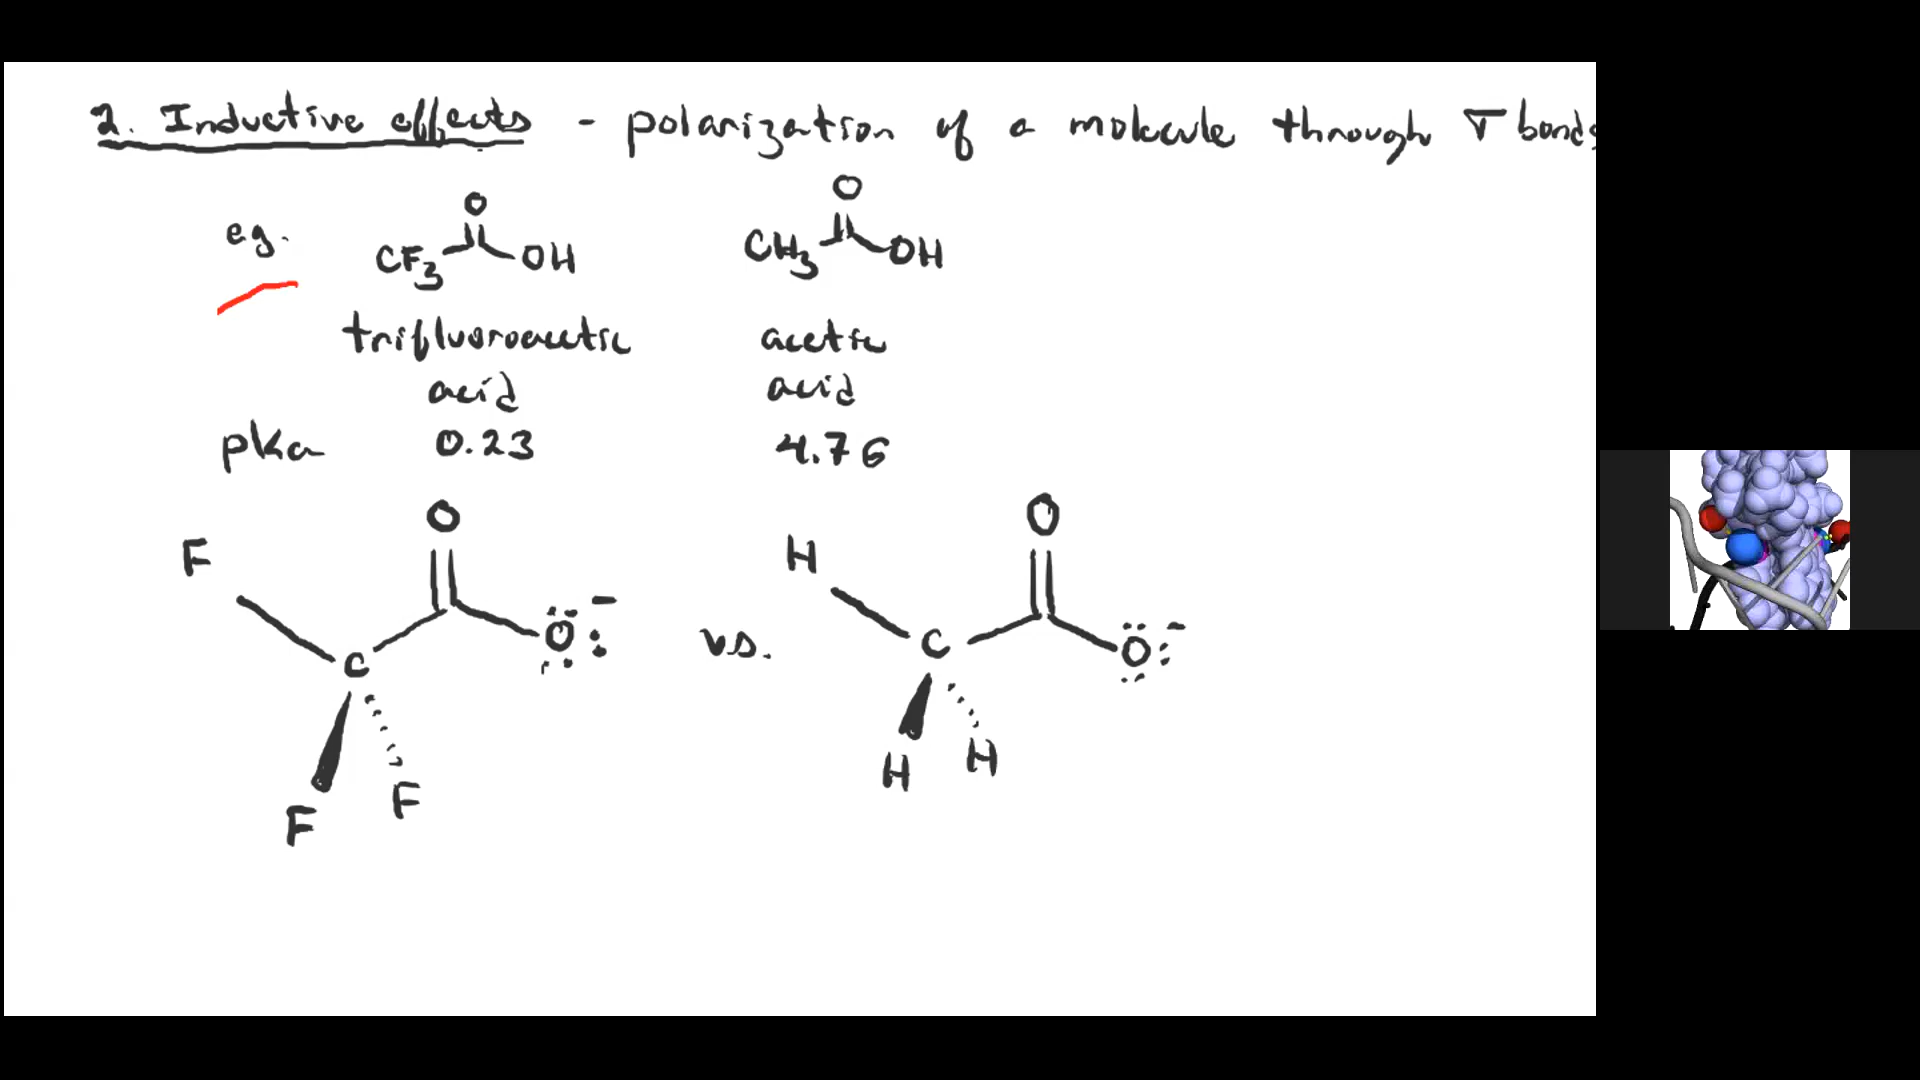 2. Inductive effects - polarization of a molecule through σ bonds
O O
e.g. CF3 OH CH3 OH
trifluoroacetic acetic
acid acid
pKa 0.23 4.76
O O
F H
O:- vs. O:-
C C
F F H H